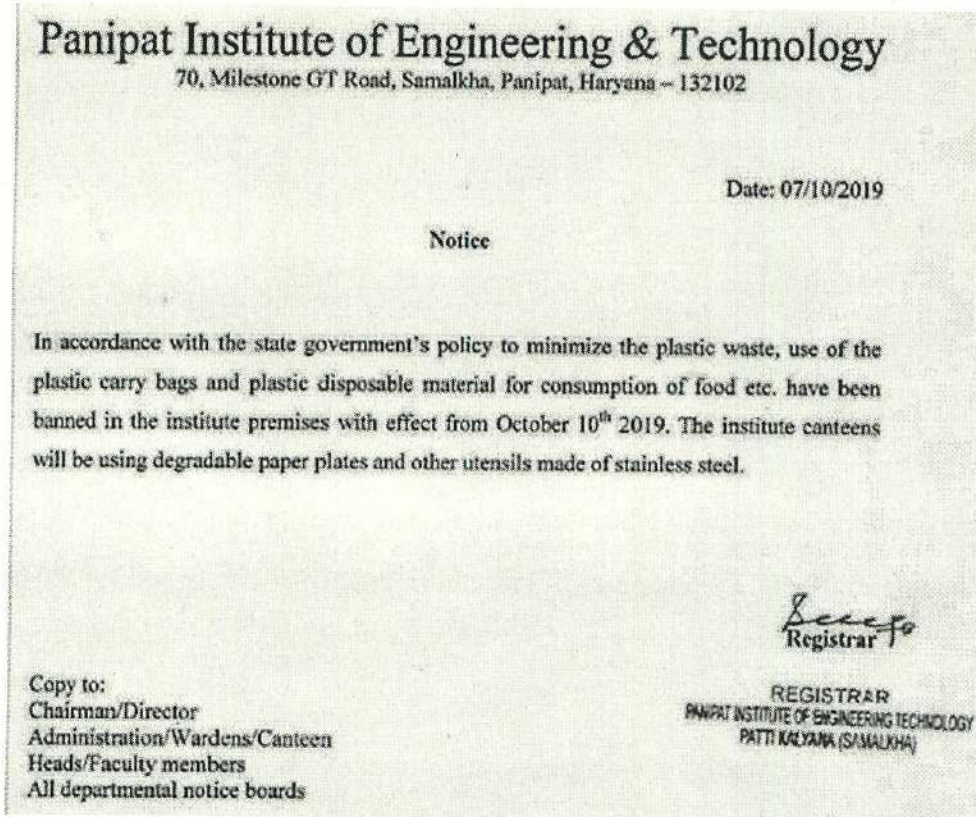 Panipat Institute of Engineering & Technology
70, Milestone GT Road, Samalkha, Panipat, Haryana – 132102
Date: 07/10/2019
Notice
In accordance with the state government's policy to minimize the plastic waste, use of the
plastic carry bags and plastic disposable material for consumption of food etc. have been
banned in the institute premises with effect from October 10th 2019. The institute canteens
will be using degradable paper plates and other utensils made of stainless steel.
Registrar
REGISTRAR
PANIPAT INSTITUTE OF ENGINEERING TECHNOLOGY
PATTI KALYANA (SAMALKHA)
Copy to:
Chairman/Director
Administration/Wardens/Canteen
Heads/Faculty members
All departmental notice boards